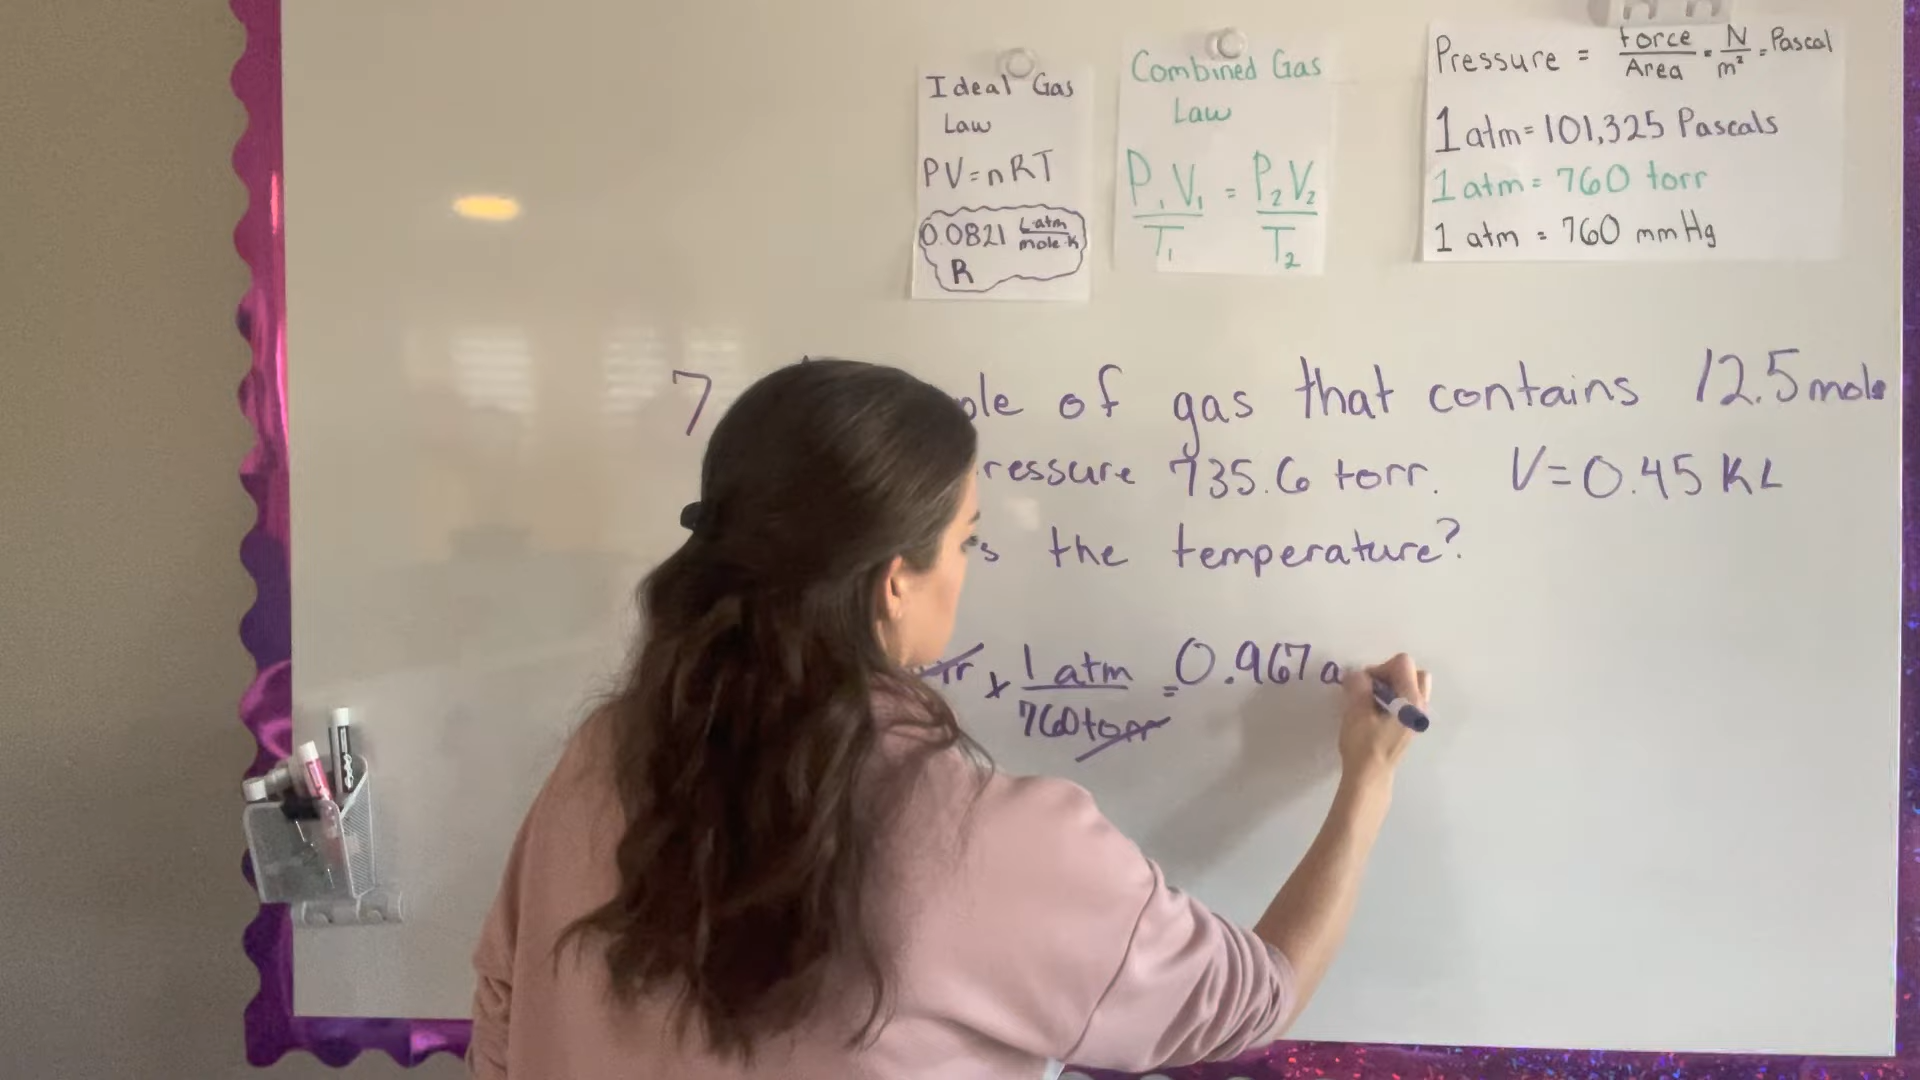 Ideal Gas
Law
PV=nRT
0.0821 L·atm/mole·K
R
Combined Gas
Law
P₁V₁/T₁ = P₂V₂/T₂
Pressure = Force/Area = N/m² = Pascal
1 atm = 101,325 Pascals
1 atm = 760 torr
1 atm = 760 mmHg
7 of gas that contains 12.5 mole
735.6 torr. V=0.45 KL
the temperature?
x 1 atm/760 torr = 0.967 a